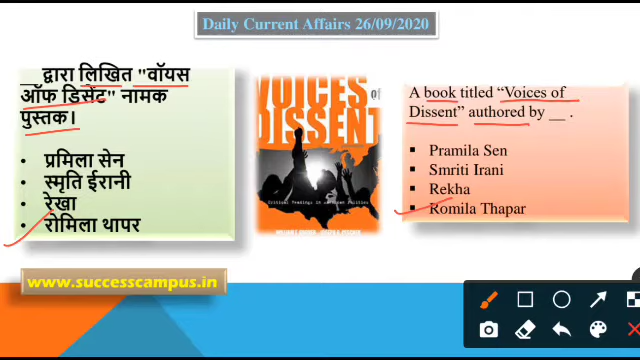 Daily Current Affairs 26/09/2020
__ द्वारा लिखित "वॉयस
ऑफ डिसेंट" नामक
पुस्तक।
• प्रमिला सेन
• स्मृति ईरानी
• रेखा
• रोमिला थापर
VOICES of
DISSENT
A book titled “Voices of
Dissent” authored by __ .
▪ Pramila Sen
▪ Smriti Irani
▪ Rekha
▪ Romila Thapar
www.successcampus.in